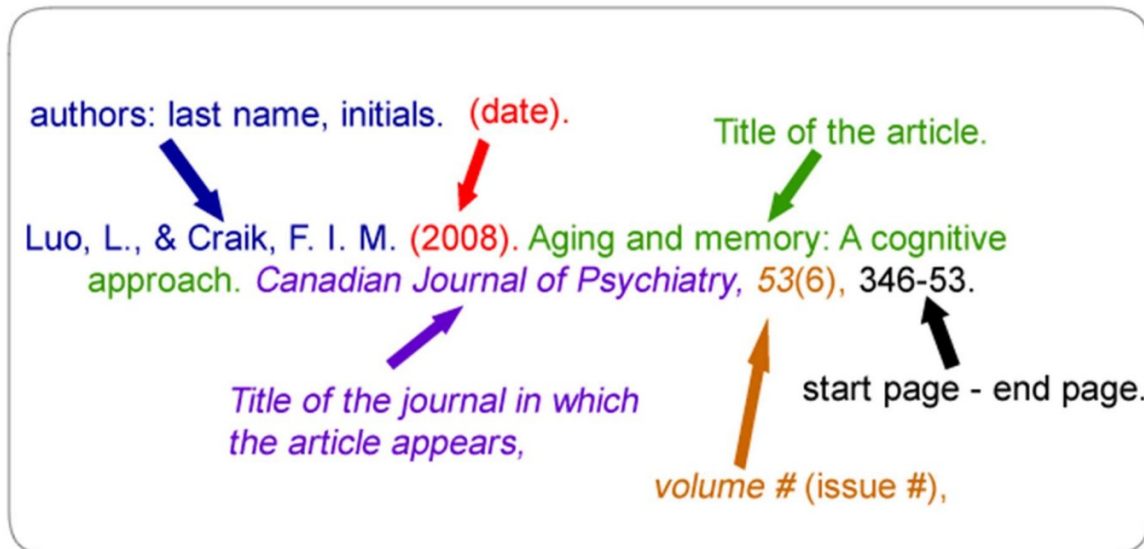 authors: last name, initials. (date).
Title of the article.
Luo, L., & Craik, F. I. M. (2008). Aging and memory: A cognitive
approach. Canadian Journal of Psychiatry, 53(6), 346-53.
Title of the journal in which
the article appears,
start page - end page.
volume # (issue #),